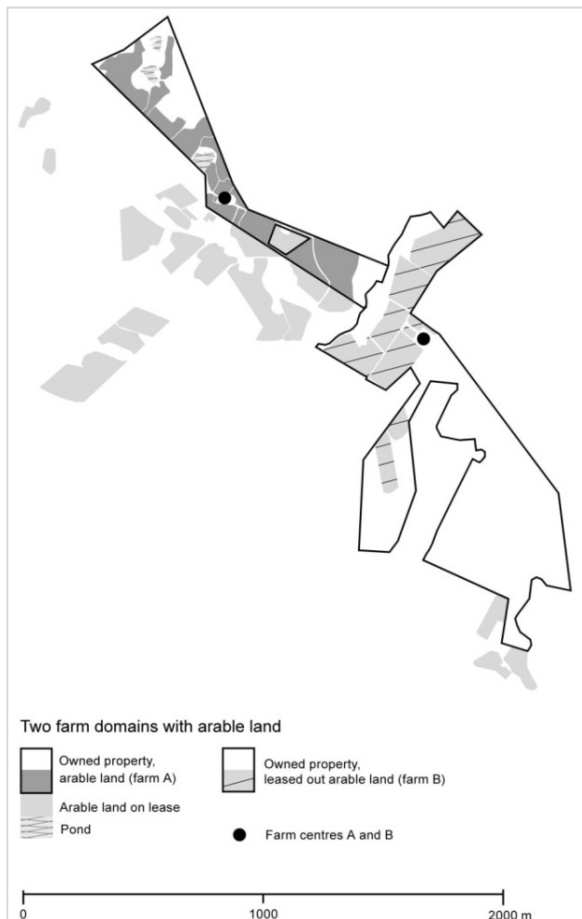 Two farm domains with arable land
Owned property,
arable land (farm A)
Owned property,
leased out arable land (farm B)
Arable land on lease
Pond
Farm centres A and B
0 1000 2000 m